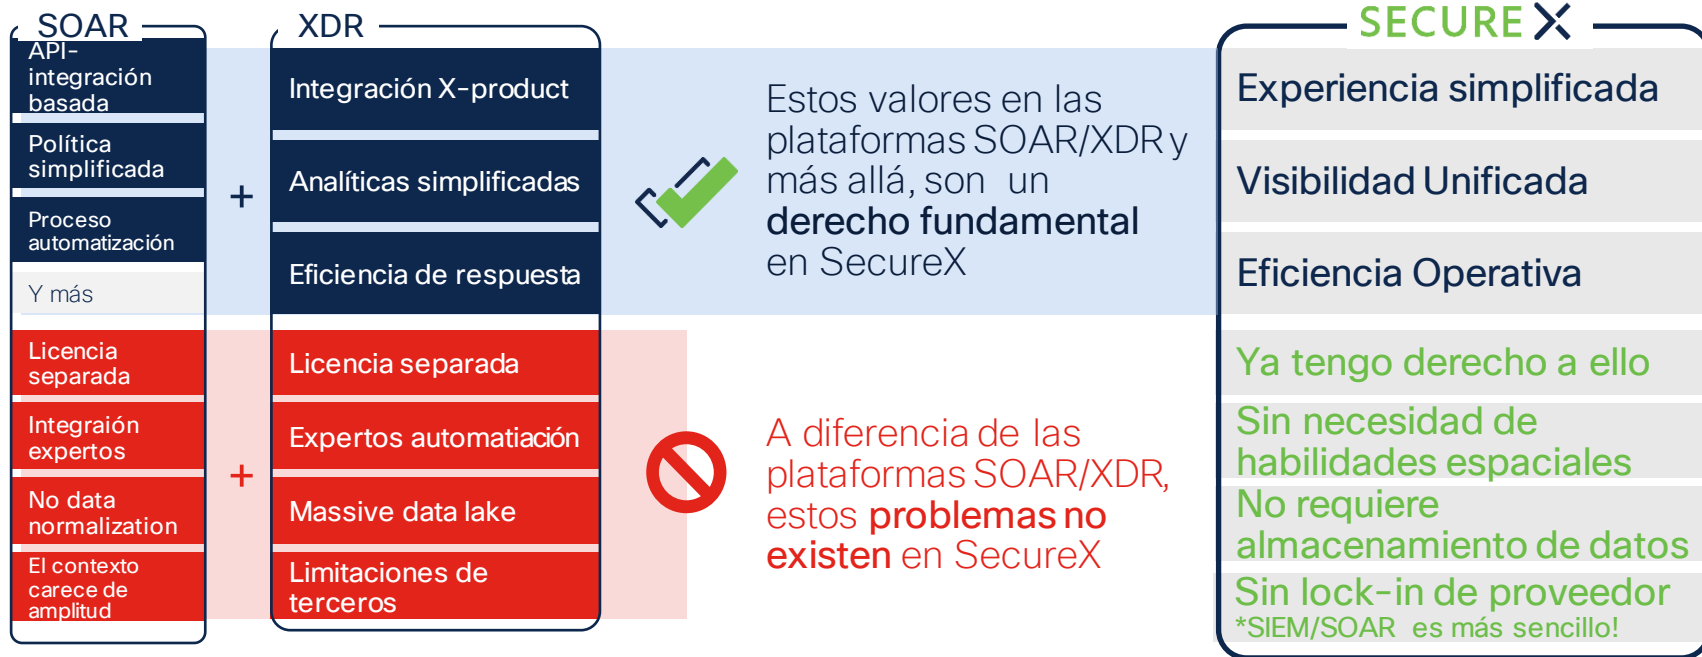 SOAR
API-
integración
basada
Política
simplificada
Proceso
automatización
Y más
Licencia
separada
Integraión
expertos
No data
normalization
El contexto
carece de
amplitud
+
+
XDR
Integración X-product
Analíticas simplificadas
Eficiencia de respuesta
Licencia separada
Expertos automatiación
Massive data lake
Limitaciones de
terceros
Estos valores en las
plataformas SOAR/XDR y
más allá, son un
derecho fundamental
en SecureX
A diferencia de las
plataformas SOAR/XDR,
estos problemas no
existen en SecureX
SECUREX
Experiencia simplificada
Visibilidad Unificada
Eficiencia Operativa
Ya tengo derecho a ello
Sin necesidad de
habilidades espaciales
No requiere
almacenamiento de datos
Sin lock-in de proveedor
*SIEM/SOAR es más sencillo!